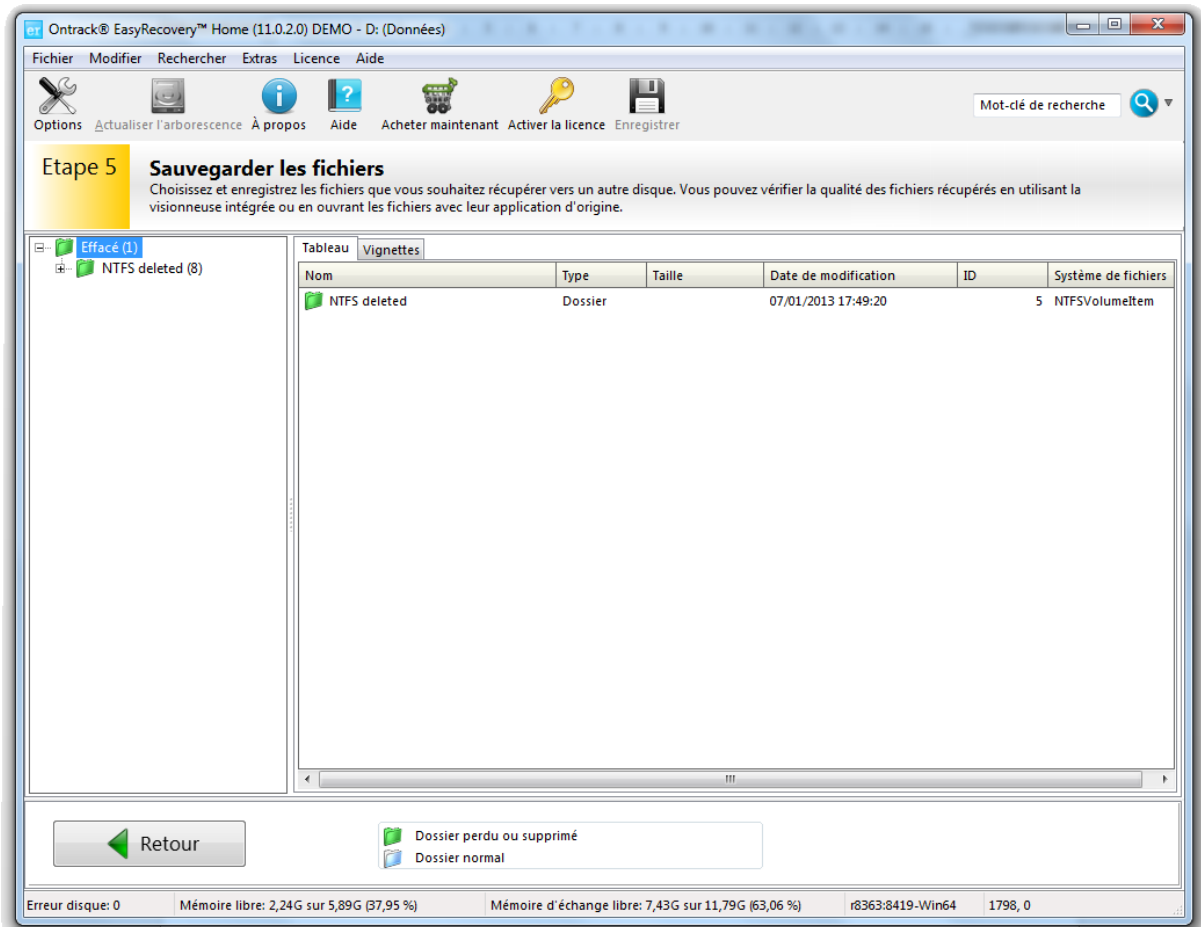 er Ontrack® EasyRecovery™ Home (11.0.2.0) DEMO - D: (Données)
Fichier Modifier Rechercher Extras Licence Aide
Options Actualiser l'arborescence À propos Aide Acheter maintenant Activer la licence Enregistrer
Mot-clé de recherche
Etape 5
Sauvegarder les fichiers
Choisissez et enregistrez les fichiers que vous souhaitez récupérer vers un autre disque. Vous pouvez vérifier la qualité des fichiers récupérés en utilisant la
visionneuse intégrée ou en ouvrant les fichiers avec leur application d'origine.
Effacé (1)
NTFS deleted (8)
Tableau Vignettes
Nom Type Taille Date de modification ID Système de fichiers
NTFS deleted Dossier 07/01/2013 17:49:20 5 NTFSVolumeItem
Retour
Dossier perdu ou supprimé
Dossier normal
Erreur disque: 0 Mémoire libre: 2,24G sur 5,89G (37,95 %) Mémoire d'échange libre: 7,43G sur 11,79G (63,06 %) r8363:8419-Win64 1798, 0